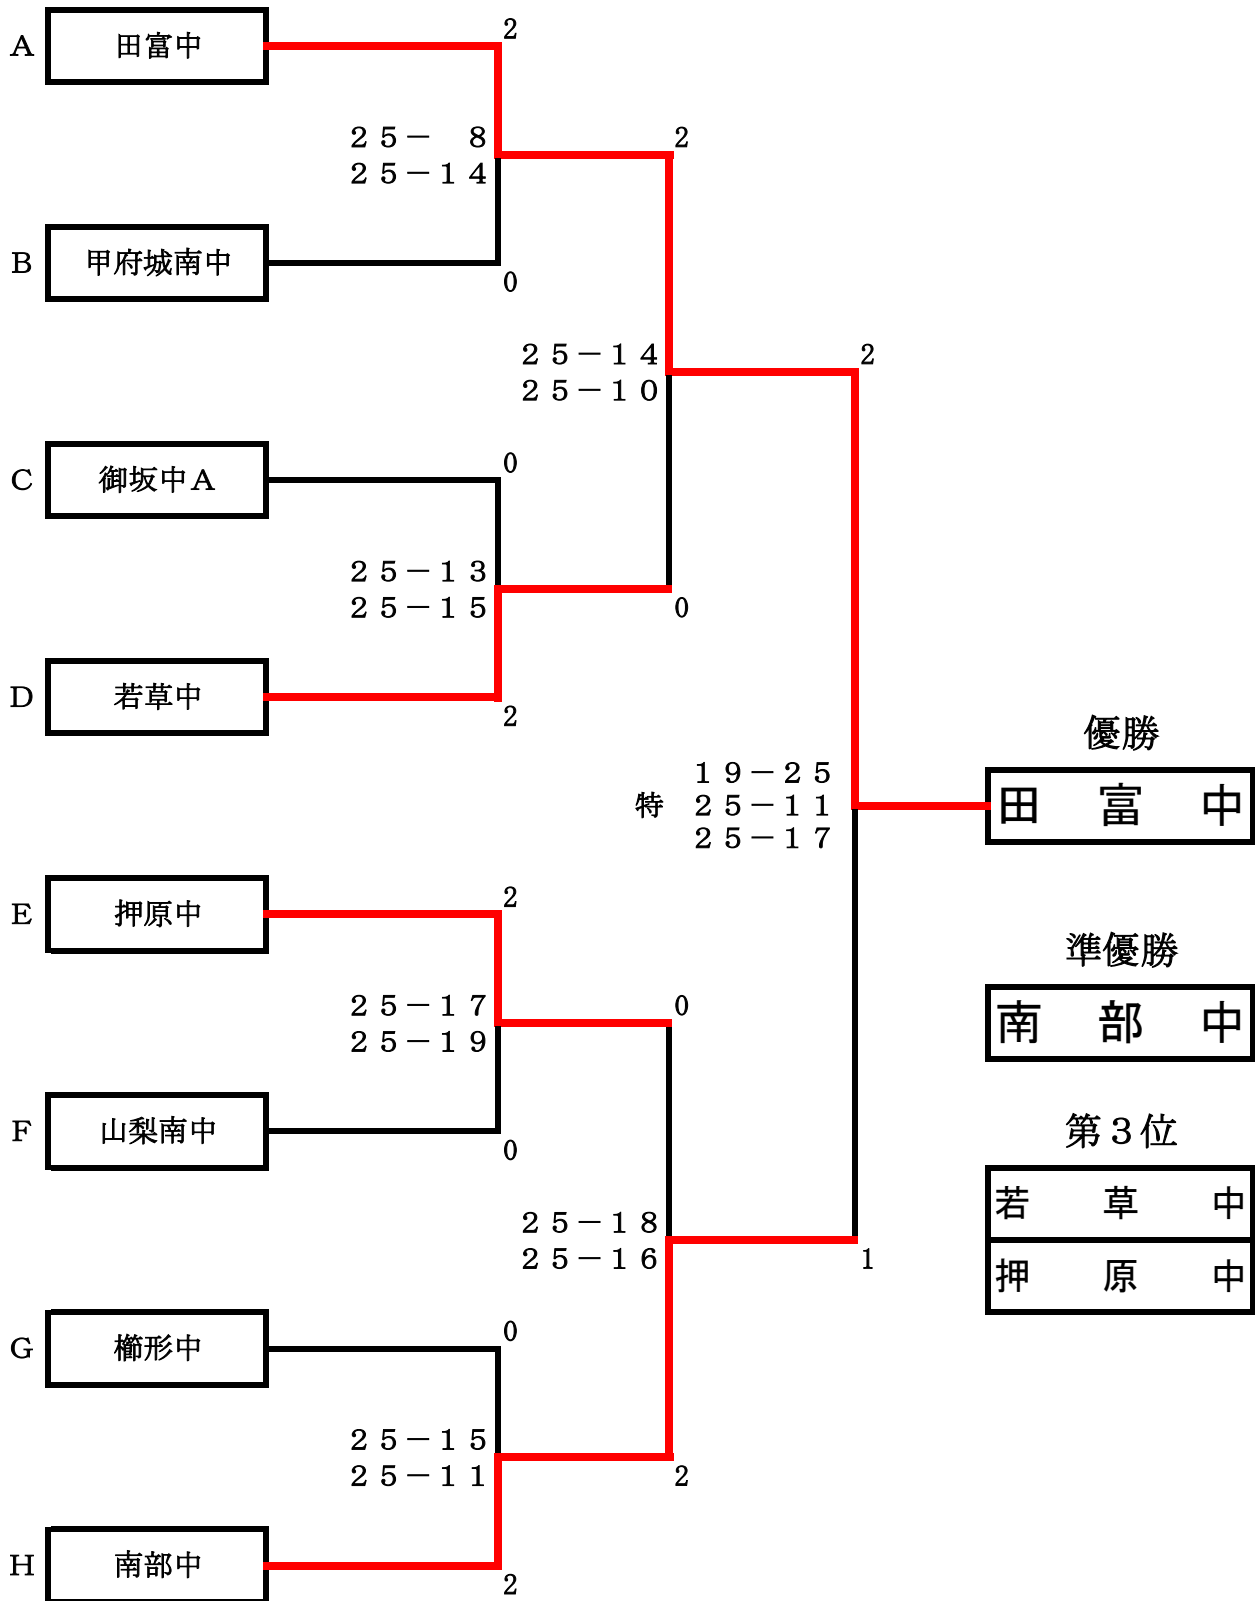 A 田富中
2
２５－　８
２５－１４
2
B 甲府城南中
0
２５－１４
２５－１０
2
C 御坂中Ａ
0
２５－１３
２５－１５
0
D 若草中
2
優勝
田　富　中
特
１９－２５
２５－１１
２５－１７
E 押原中
2
準優勝
南　部　中
２５－１７
２５－１９
0
F 山梨南中
0
第３位
若　草　中
押　原　中
２５－１８
２５－１６
1
G 櫛形中
0
２５－１５
２５－１１
2
H 南部中
2